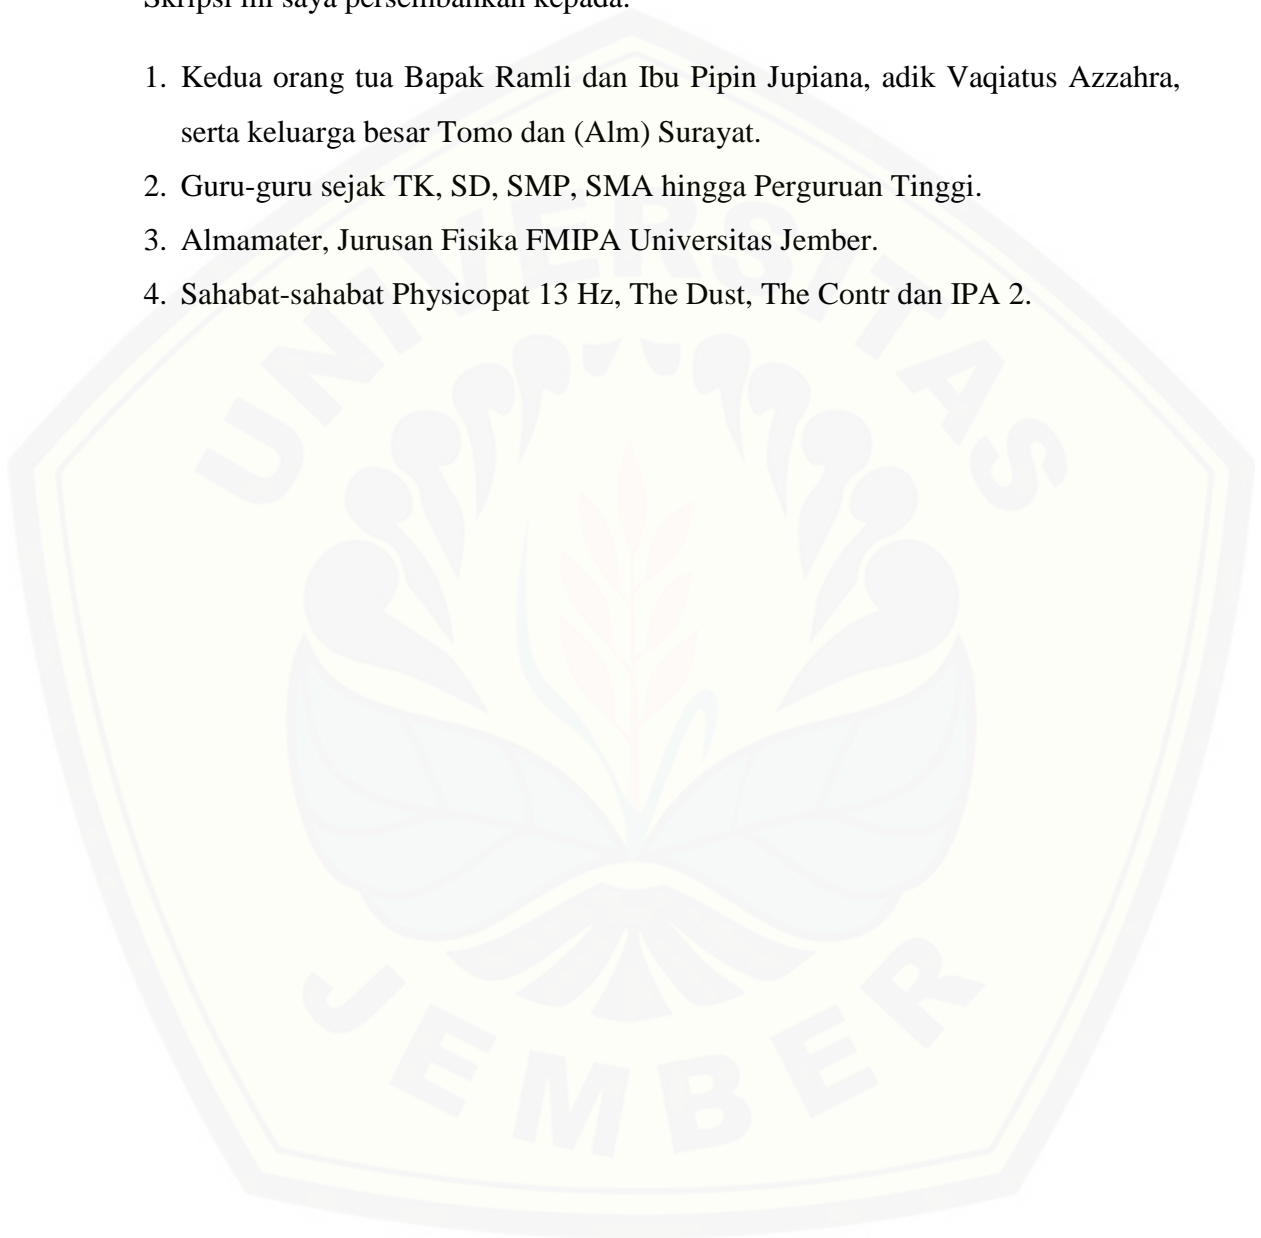 Skripsi ini saya persembahkan kepada:
1. Kedua orang tua Bapak Ramli dan Ibu Pipin Jupiana, adik Vaqiatus Azzahra,
serta keluarga besar Tomo dan (Alm) Surayat.
2. Guru-guru sejak TK, SD, SMP, SMA hingga Perguruan Tinggi.
3. Almamater, Jurusan Fisika FMIPA Universitas Jember.
4. Sahabat-sahabat Physicopat 13 Hz, The Dust, The Contr dan IPA 2.
UNIVERSITAS
JEMBER